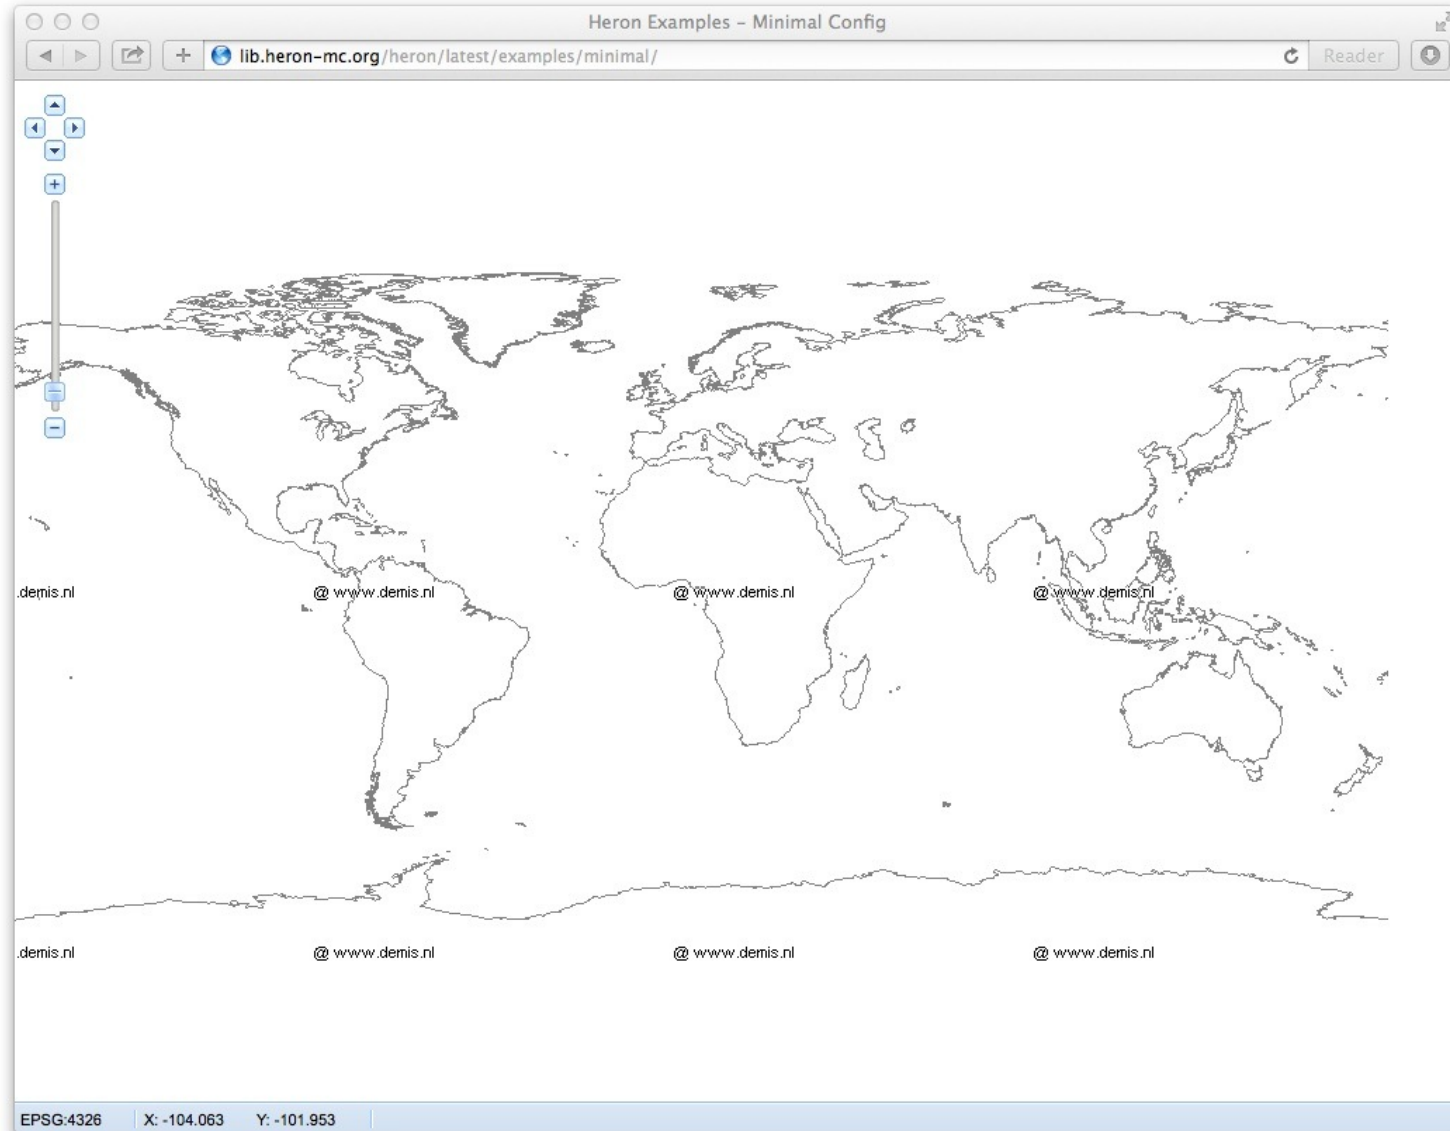 Heron Examples – Minimal Config
lib.heron-mc.org/heron/latest/examples/minimal/
Reader
.demis.nl @ www.demis.nl @ www.demis.nl @ www.demis.nl
.demis.nl @ www.demis.nl @ www.demis.nl @ www.demis.nl
EPSG:4326 X: -104.063 Y: -101.953